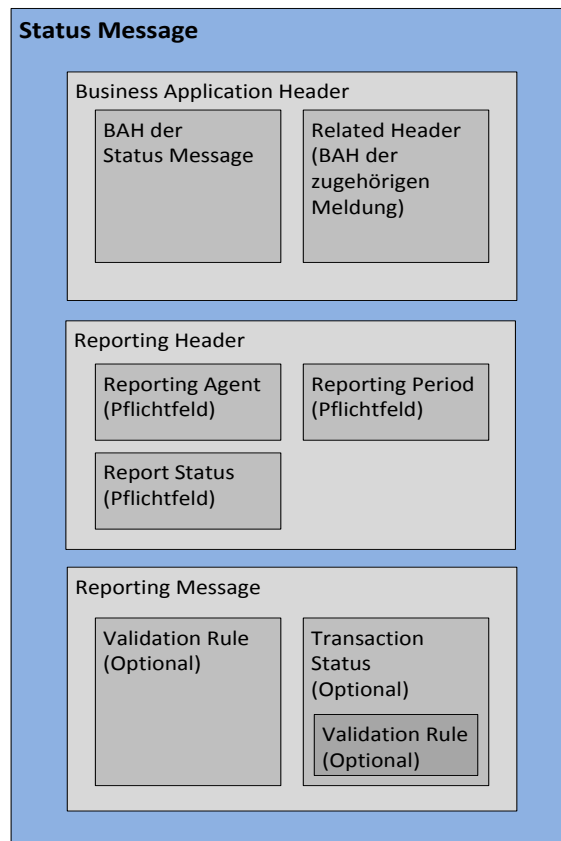 Status Message
Business Application Header
BAH der
Status Message
Related Header
(BAH der
zugehörigen
Meldung)
Reporting Header
Reporting Agent
(Pflichtfeld)
Reporting Period
(Pflichtfeld)
Report Status
(Pflichtfeld)
Reporting Message
Validation Rule
(Optional)
Transaction
Status
(Optional)
Validation Rule
(Optional)